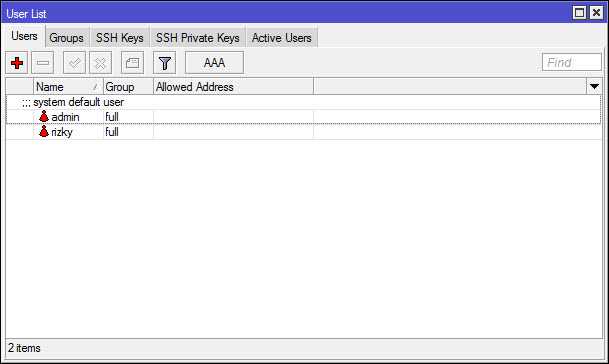 User List
Users Groups SSH Keys SSH Private Keys Active Users
AAA Find
Name / Group Allowed Address
;;; system default user
admin full
rizky full
2 items